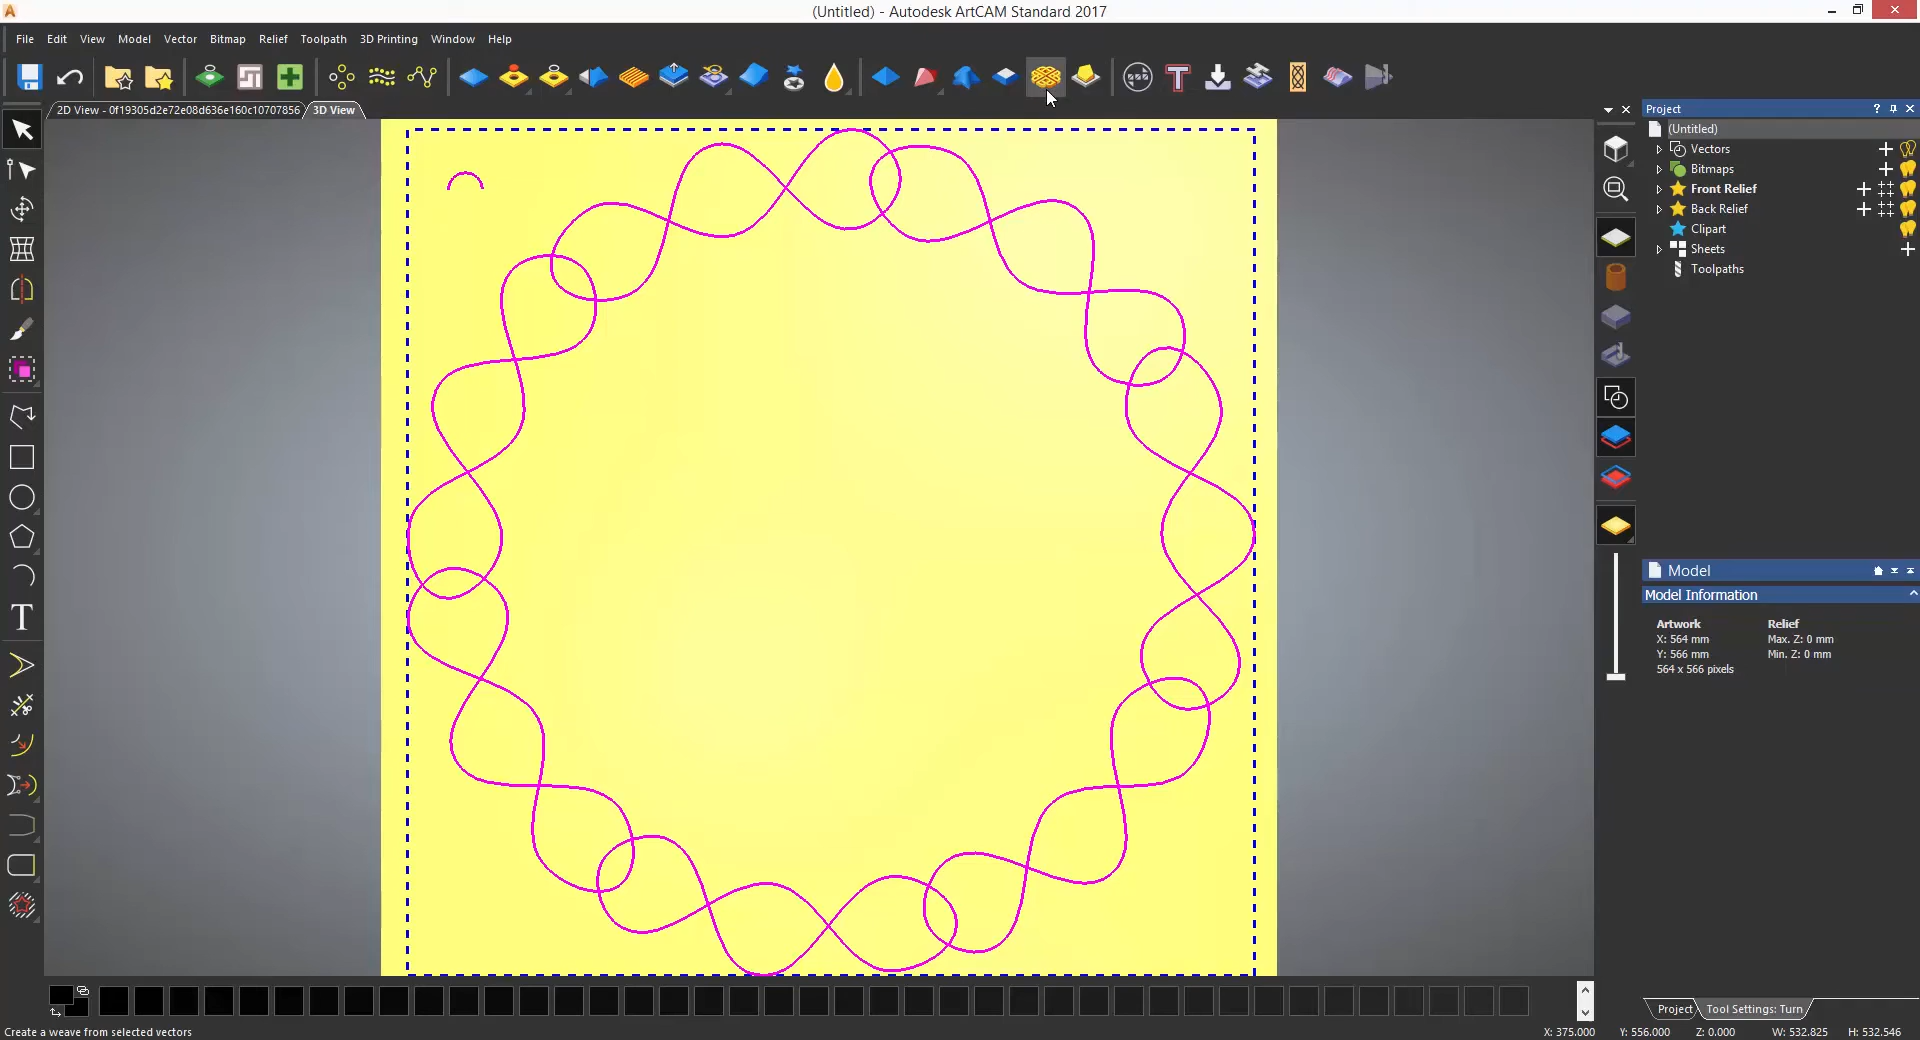 (Untitled) - Autodesk ArtCAM Standard 2017
File Edit View Model Vector Bitmap Relief Toolpath 3D Printing Window Help
2D View - 0f19305d2e72e08d636e160c10707856 3D View
Project
(Untitled)
Vectors
Bitmaps
Front Relief
Back Relief
Clipart
Sheets
Toolpaths
Model
Model Information
Artwork Relief
X: 564 mm Max. Z: 0 mm
Y: 566 mm Min. Z: 0 mm
564 x 566 pixels
Project Tool Settings: Turn
Create a weave from selected vectors
X: 375.000 Y: 556.000 Z: 0.000 W: 532.825 H: 532.546